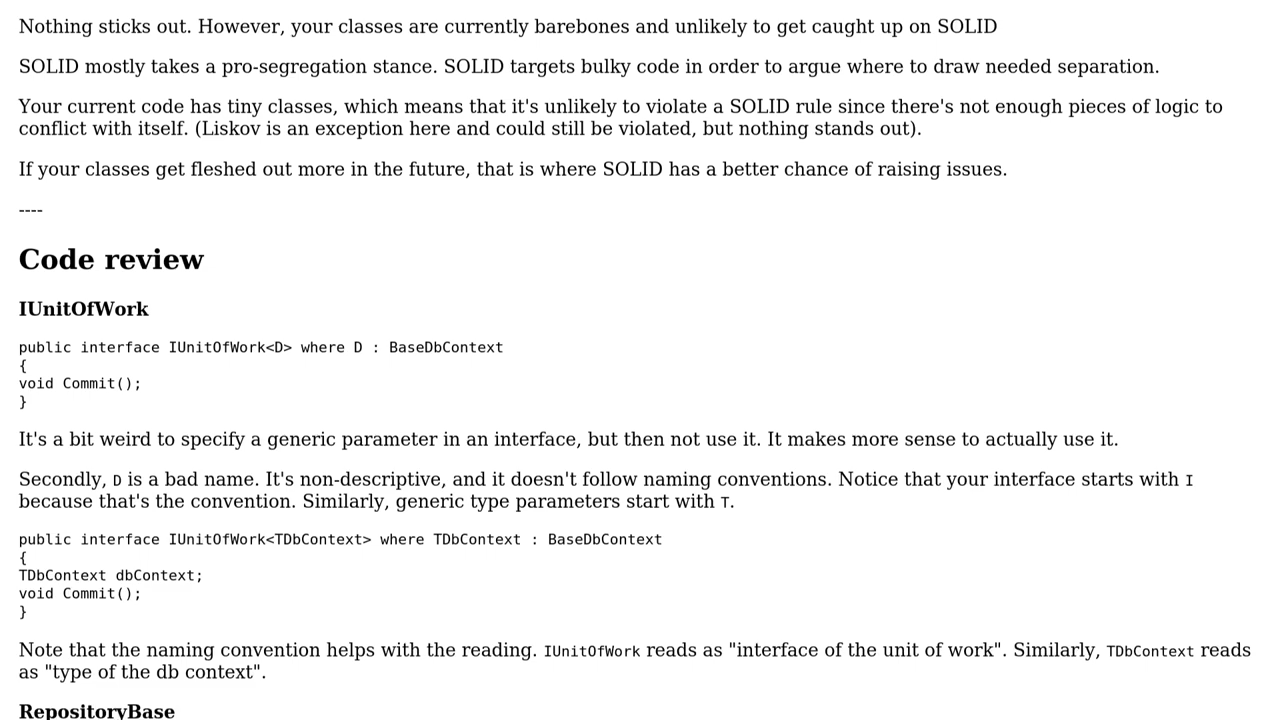 Nothing sticks out. However, your classes are currently barebones and unlikely to get caught up on SOLID
SOLID mostly takes a pro-segregation stance. SOLID targets bulky code in order to argue where to draw needed separation.
Your current code has tiny classes, which means that it's unlikely to violate a SOLID rule since there's not enough pieces of logic to
conflict with itself. (Liskov is an exception here and could still be violated, but nothing stands out).
If your classes get fleshed out more in the future, that is where SOLID has a better chance of raising issues.
----
Code review
IUnitOfWork
public interface IUnitOfWork<D> where D : BaseDbContext
{
void Commit();
}
It's a bit weird to specify a generic parameter in an interface, but then not use it. It makes more sense to actually use it.
Secondly, D is a bad name. It's non-descriptive, and it doesn't follow naming conventions. Notice that your interface starts with I
because that's the convention. Similarly, generic type parameters start with T.
public interface IUnitOfWork<TDbContext> where TDbContext : BaseDbContext
{
TDbContext dbContext;
void Commit();
}
Note that the naming convention helps with the reading. IUnitOfWork reads as "interface of the unit of work". Similarly, TDbContext reads
as "type of the db context".
RepositoryBase